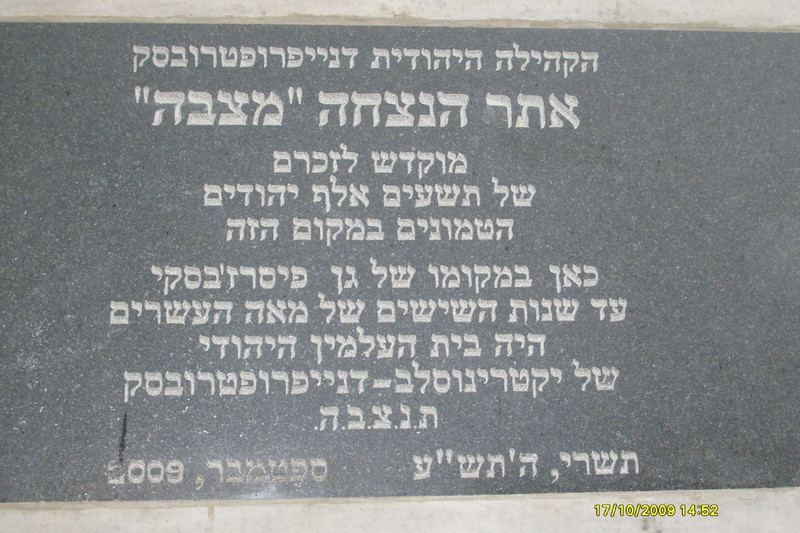 הקהילה היהודית דנייפרופטרובסק
אתר הנצחה "מצבה"
מוקדש לזכרם
של תשעים אלף יהודים
הטמונים במקום הזה
כאן במקומו של גן פיסרז'בסקי
עד שנות השישים של מאה העשרים
היה בית העלמין היהודי
של יקטרינוסלב-דנייפרופטרובסק
ת.נ.צ.ב.ה.
תשרי, ה'תש"ע ספטמבר, 2009
17/10/2009 14:52